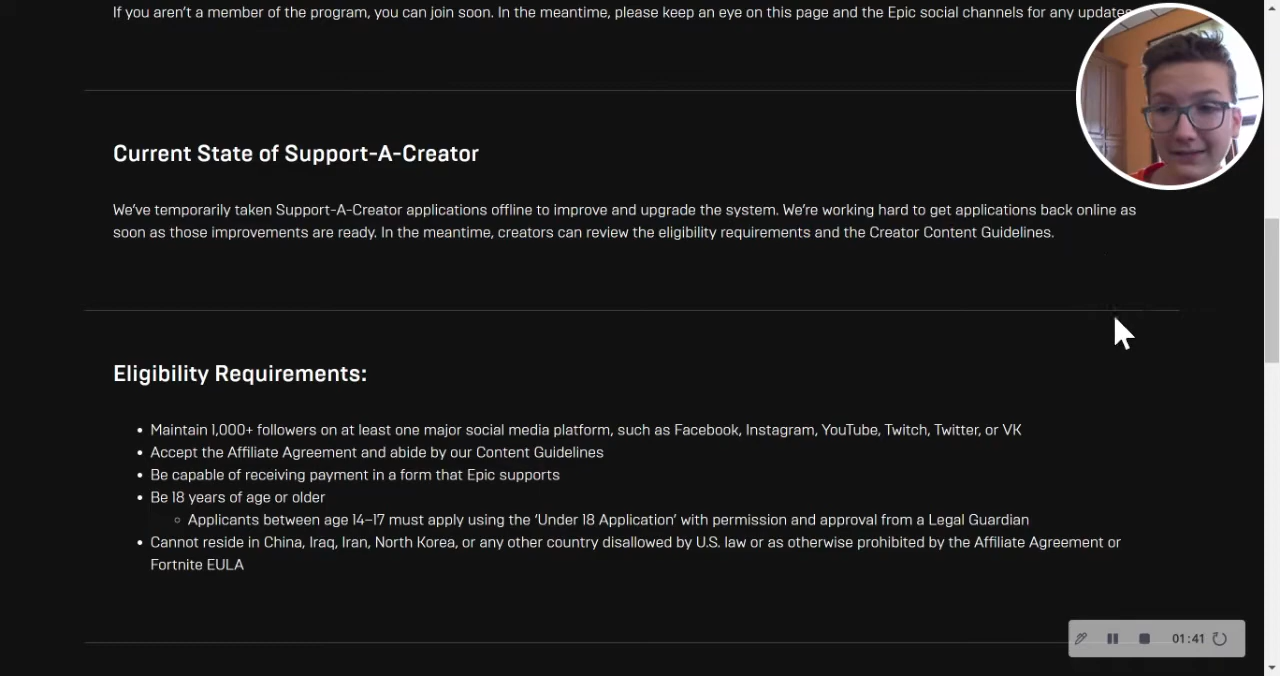 If you aren't a member of the program, you can join soon. In the meantime, please keep an eye on this page and the Epic social channels for any updates
Current State of Support-A-Creator
We've temporarily taken Support-A-Creator applications offline to improve and upgrade the system. We're working hard to get applications back online as
soon as those improvements are ready. In the meantime, creators can review the eligibility requirements and the Creator Content Guidelines.
Eligibility Requirements:
• Maintain 1,000+ followers on at least one major social media platform, such as Facebook, Instagram, YouTube, Twitch, Twitter, or VK
• Accept the Affiliate Agreement and abide by our Content Guidelines
• Be capable of receiving payment in a form that Epic supports
• Be 18 years of age or older
◦ Applicants between age 14–17 must apply using the 'Under 18 Application' with permission and approval from a Legal Guardian
• Cannot reside in China, Iraq, Iran, North Korea, or any other country disallowed by U.S. law or as otherwise prohibited by the Affiliate Agreement or
Fortnite EULA
01:41